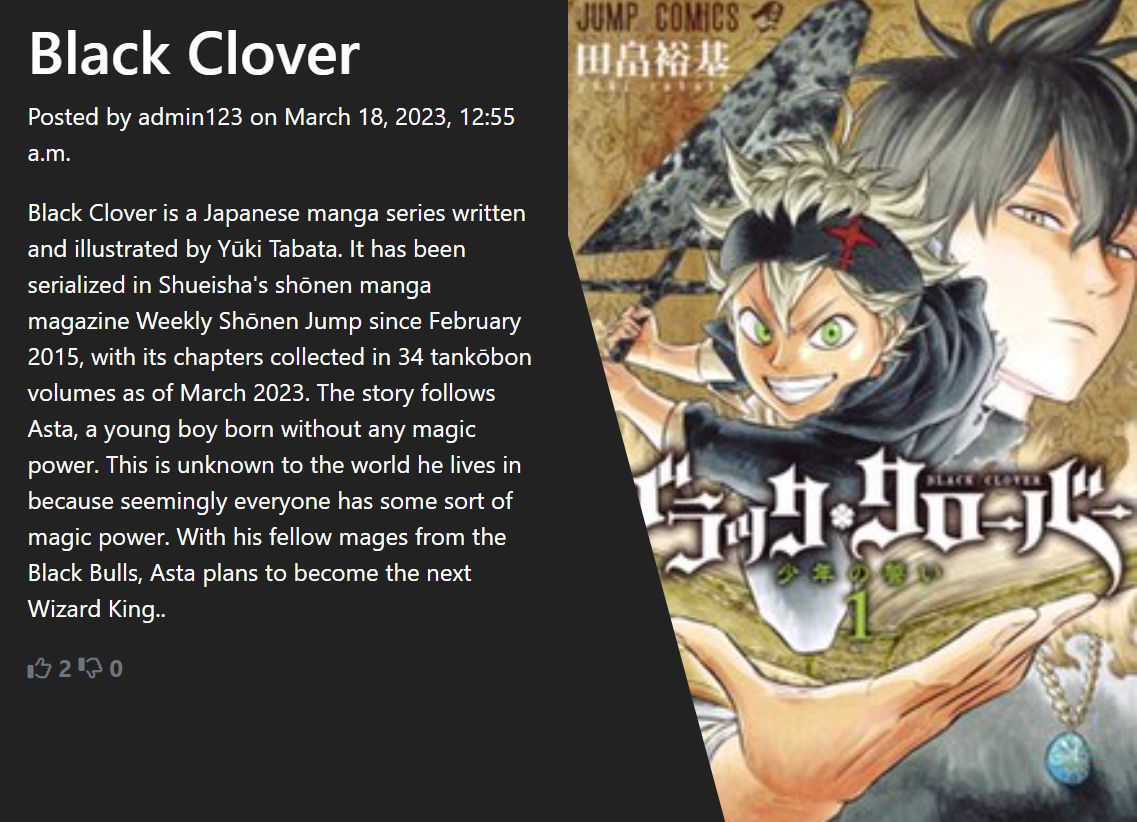 Black Clover
Posted by admin123 on March 18, 2023, 12:55
a.m.
Black Clover is a Japanese manga series written
and illustrated by Yūki Tabata. It has been
serialized in Shueisha's shōnen manga
magazine Weekly Shōnen Jump since February
2015, with its chapters collected in 34 tankōbon
volumes as of March 2023. The story follows
Asta, a young boy born without any magic
power. This is unknown to the world he lives in
because seemingly everyone has some sort of
magic power. With his fellow mages from the
Black Bulls, Asta plans to become the next
Wizard King..
2 0
JUMP COMICS
田畠裕基
yūki tabata
BLACK CLOVER
ブラック クローバー
少年の誓い
1